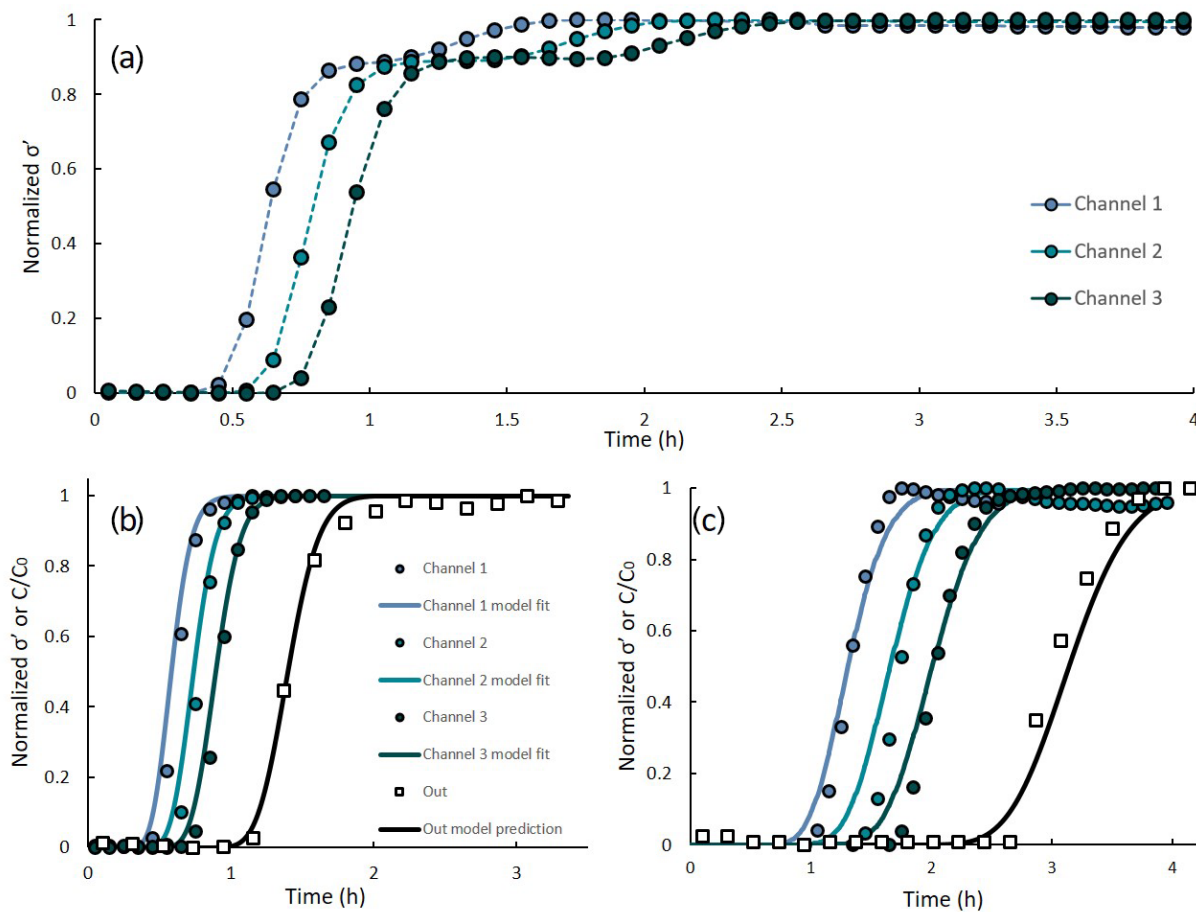 (a)
Normalized σ'
1
0.8
0.6
0.4
0.2
0
0 0.5 1 1.5 2 2.5 3 3.5 4
Time (h)
Channel 1
Channel 2
Channel 3
(b)
Normalized σ' or C/C₀
1
0.8
0.6
0.4
0.2
0
0 1 2 3
Time (h)
Channel 1
Channel 1 model fit
Channel 2
Channel 2 model fit
Channel 3
Channel 3 model fit
Out
Out model prediction
(c)
Normalized σ' or C/C₀
1
0.8
0.6
0.4
0.2
0
0 1 2 3 4
Time (h)